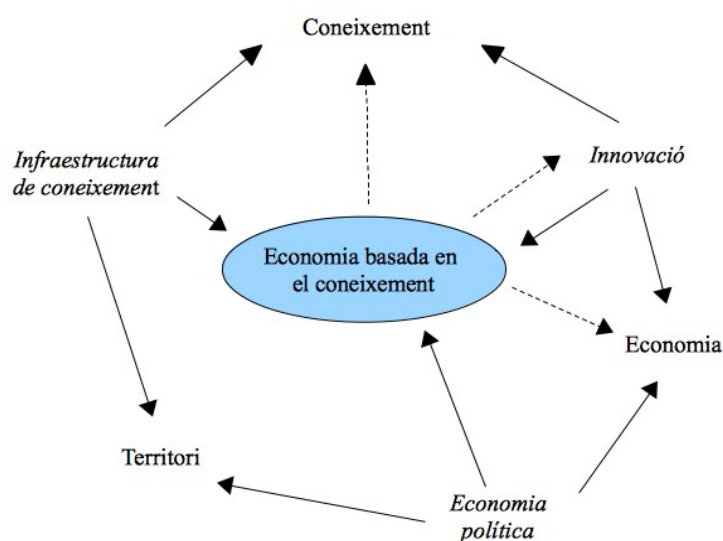 Coneixement
Infraestructura
de coneixement
Innovació
Economia basada en
el coneixement
Economia
Territori
Economia
política